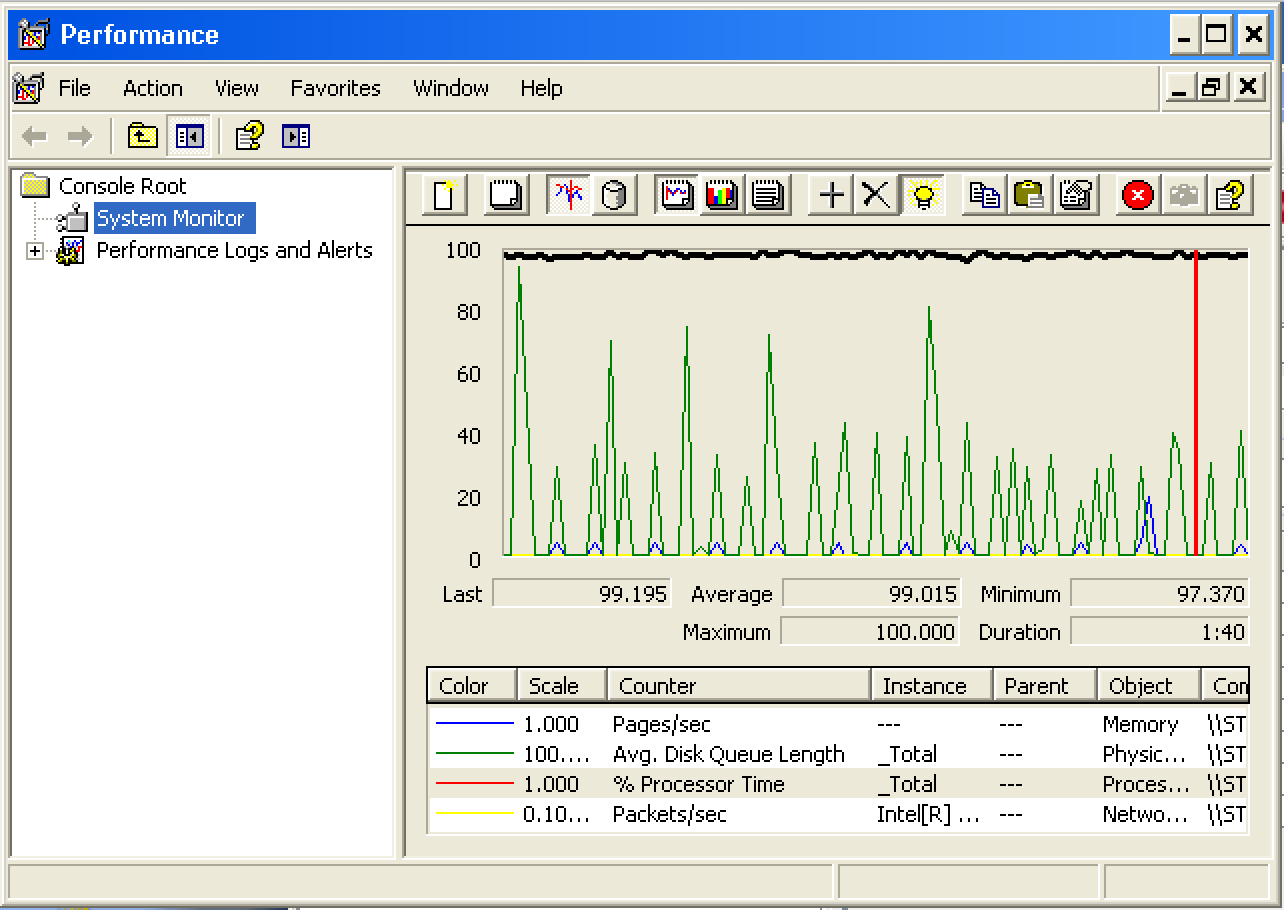 Performance
File Action View Favorites Window Help
Console Root
System Monitor
Performance Logs and Alerts
100
80
60
40
20
0
Last 99.195 Average 99.015 Minimum 97.370
Maximum 100.000 Duration 1:40
Color Scale Counter Instance Parent Object Con
1.000 Pages/sec --- --- Memory \\ST
100.... Avg. Disk Queue Length _Total --- Physic... \\ST
1.000 % Processor Time _Total --- Proces... \\ST
0.10... Packets/sec Intel[R] ... --- Netwo... \\ST